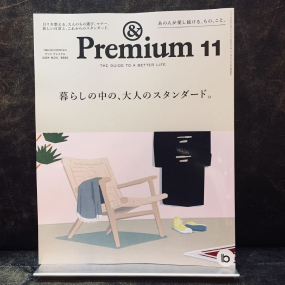 あの人が愛し続ける、もの、こと。
&
Premium 11
THE GUIDE TO A BETTER LIFE
暮らしの中の、大人のスタンダード。